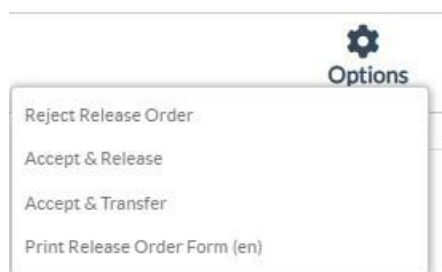 Options
Reject Release Order
Accept & Release
Accept & Transfer
Print Release Order Form (en)